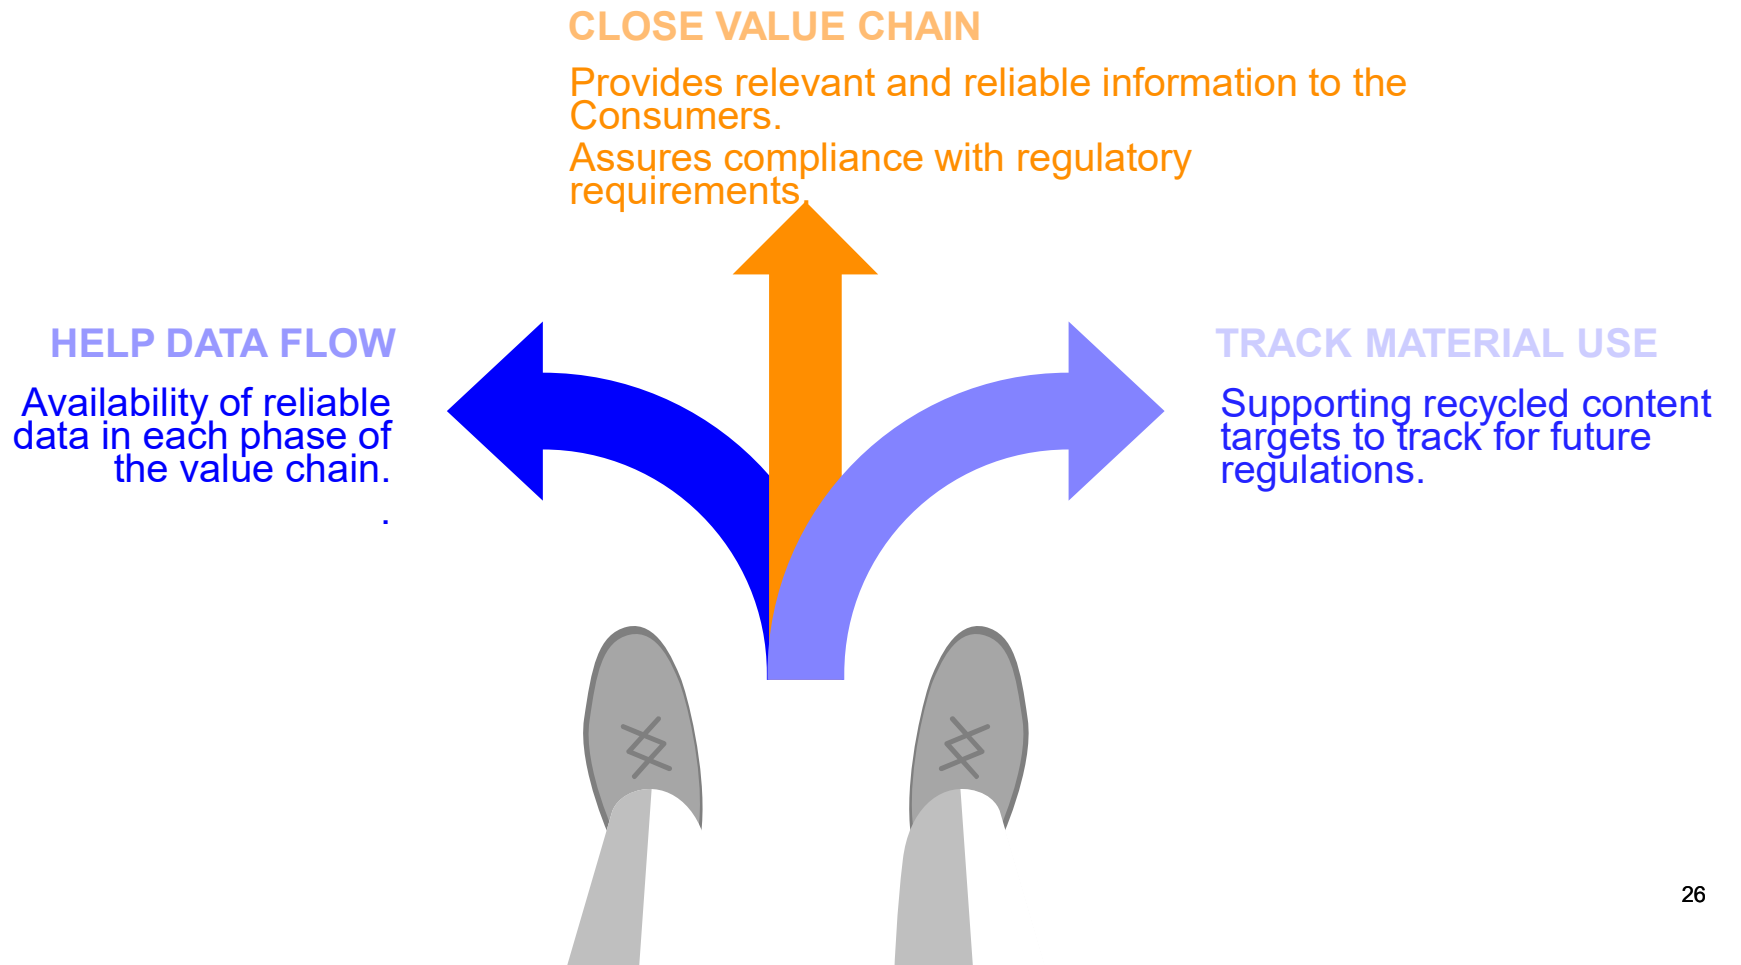 CLOSE VALUE CHAIN
Provides relevant and reliable information to the
Consumers.
Assures compliance with regulatory
requirements.
HELP DATA FLOW
Availability of reliable
data in each phase of
the value chain.
.
TRACK MATERIAL USE
Supporting recycled content
targets to track for future
regulations.
26